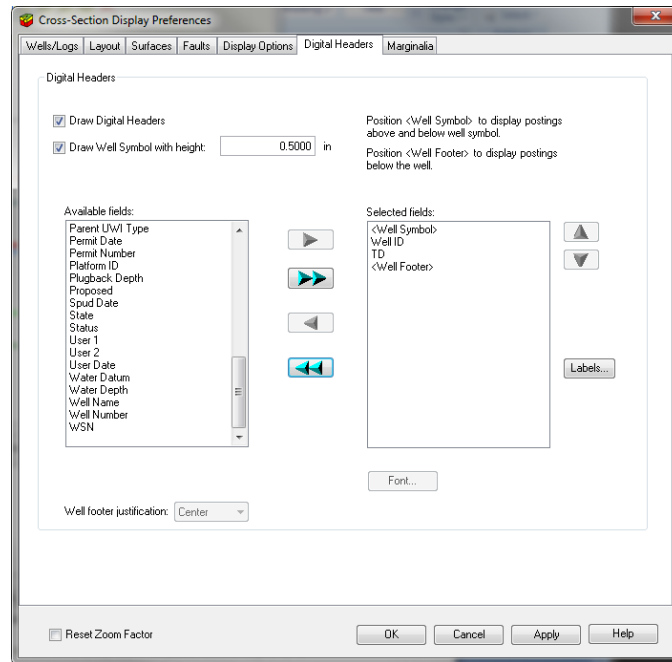 Cross-Section Display Preferences
Wells/Logs Layout Surfaces Faults Display Options Digital Headers Marginalia
Digital Headers
Draw Digital Headers
Draw Well Symbol with height: 0.5000 in
Position <Well Symbol> to display postings
above and below well symbol.
Position <Well Footer> to display postings
below the well.
Available fields:
Parent UWI Type
Permit Date
Permit Number
Platform ID
Plugback Depth
Proposed
Spud Date
State
Status
User 1
User 2
User Date
Water Datum
Water Depth
Well Name
Well Number
WSN
Selected fields:
<Well Symbol>
Well ID
TD
<Well Footer>
Labels...
Font...
Well footer justification: Center
Reset Zoom Factor
OK Cancel Apply Help